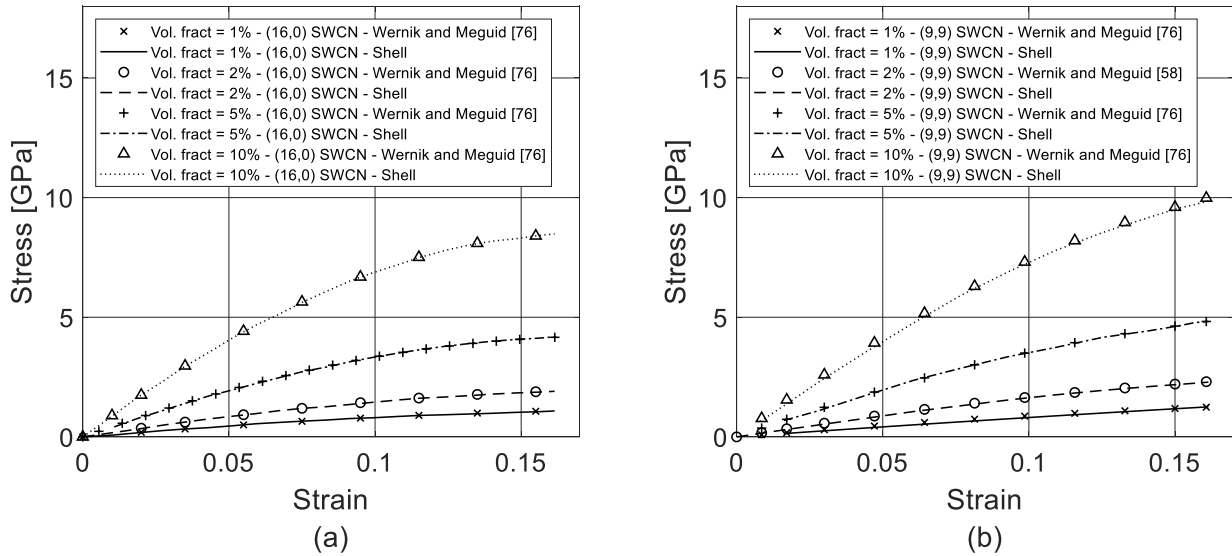 Vol. fract = 1% - (16,0) SWCN - Wernik and Meguid [76]
Vol. fract = 1% - (16,0) SWCN - Shell
Vol. fract = 2% - (16,0) SWCN - Wernik and Meguid [76]
Vol. fract = 2% - (16,0) SWCN - Shell
Vol. fract = 5% - (16,0) SWCN - Wernik and Meguid [76]
Vol. fract = 5% - (16,0) SWCN - Shell
Vol. fract = 10% - (16,0) SWCN - Wernik and Meguid [76]
Vol. fract = 10% - (16,0) SWCN - Shell
15
10
5
0
Stress [GPa]
0 0.05 0.1 0.15
Strain
(a)
Vol. fract = 1% - (9,9) SWCN - Wernik and Meguid [76]
Vol. fract = 1% - (9,9) SWCN - Shell
Vol. fract = 2% - (9,9) SWCN - Wernik and Meguid [58]
Vol. fract = 2% - (9,9) SWCN - Shell
Vol. fract = 5% - (9,9) SWCN - Wernik and Meguid [76]
Vol. fract = 5% - (9,9) SWCN - Shell
Vol. fract = 10% - (9,9) SWCN - Wernik and Meguid [76]
Vol. fract = 10% - (9,9) SWCN - Shell
15
10
5
0
Stress [GPa]
0 0.05 0.1 0.15
Strain
(b)